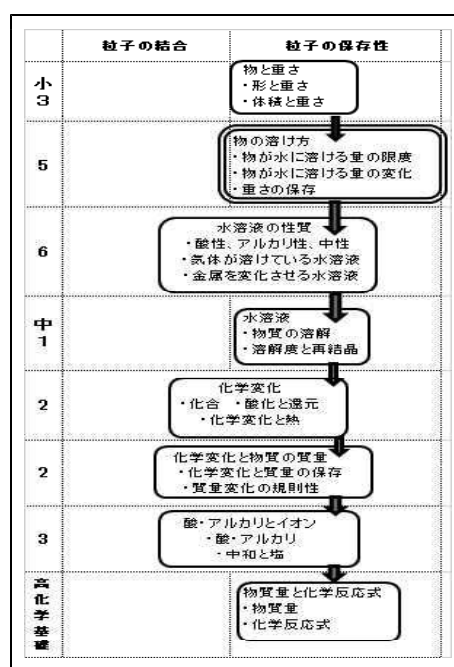 粒子の結合 粒子の保存性
小3
物と重さ
・形と重さ
・体積と重さ
5
物の溶け方
・物が水に溶ける量の限度
・物が水に溶ける量の変化
・重さの保存
6
水溶液の性質
・酸性、アルカリ性、中性
・気体が溶けている水溶液
・金属を変化させる水溶液
中1
水溶液
・物質の溶解
・溶解度と再結晶
2
化学変化
・化合 ・酸化と還元
・化学変化と熱
2
化学変化と物質の質量
・化学変化と質量の保存
・質量変化の規則性
3
酸・アルカリとイオン
・酸・アルカリ
・中和と塩
高化学基礎
物質量と化学反応式
・物質量
・化学反応式